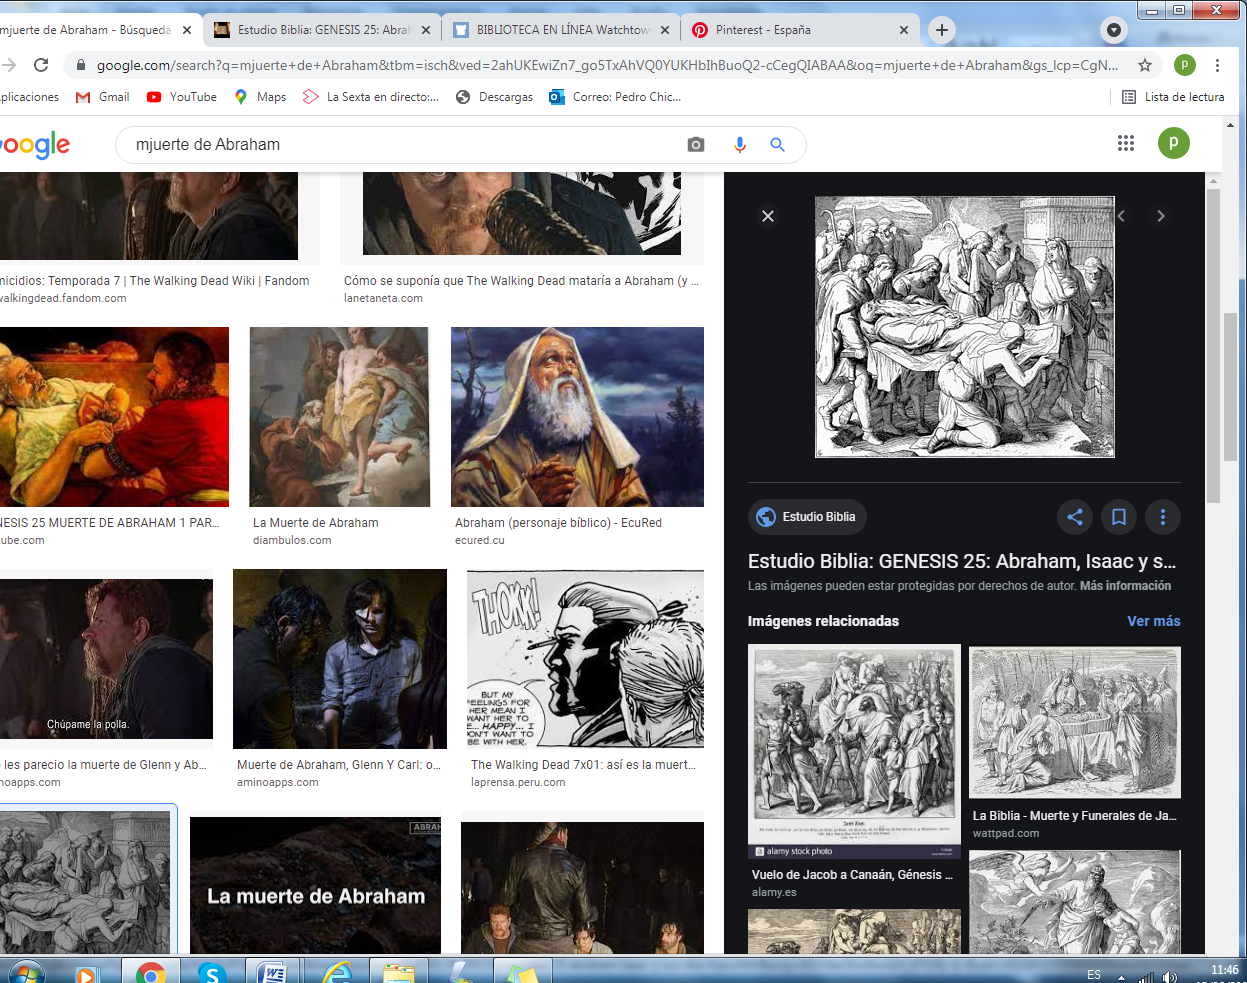 mjuerte de Abraham - Búsqueda
Estudio Biblia: GENESIS 25: Abrah
BIBLIOTECA EN LÍNEA Watchtow
Pinterest - España
google.com/search?q=mjuerte+de+Abraham&tbm=isch&ved=2ahUKEwiZn7_go5TxAhVQ0YUKHbIhBuoQ2-cCegQIABAA&oq=mjuerte+de+Abraham&gs_lcp=CgN...
p
plicaciones
Gmail
YouTube
Maps
La Sexta en directo:...
Descargas
Correo: Pedro Chic...
Lista de lectura
oogle
mjuerte de Abraham
p
micidios: Temporada 7 | The Walking Dead Wiki | Fandom
walkingdead.fandom.com
Cómo se suponía que The Walking Dead mataría a Abraham (y ...
lanetaneta.com
NESIS 25 MUERTE DE ABRAHAM 1 PAR...
tube.com
La Muerte de Abraham
diambulos.com
Abraham (personaje bíblico) - EcuRed
ecured.cu
Chúpame la polla.
les parecio la muerte de Glenn y Ab...
noapps.com
Muerte de Abraham, Glenn Y Carl: o...
aminoapps.com
THOKK!
BUT MY
FEELINGS FOR
HER MEAN I
WANT HER TO
E... HAPPY... I
DON'T WANT TO
BE WITH HER.
The Walking Dead 7x01: así es la muert...
laprensa.peru.com
ABRAH
La muerte de Abraham
ABRAHAM
Estudio Biblia
Estudio Biblia: GENESIS 25: Abraham, Isaac y s...
Las imágenes pueden estar protegidas por derechos de autor. Más información
Imágenes relacionadas
Ver más
alamy stock photo
Vuelo de Jacob a Canaán, Génesis ...
alamy.es
La Biblia - Muerte y Funerales de Ja...
wattpad.com
ES
11:46